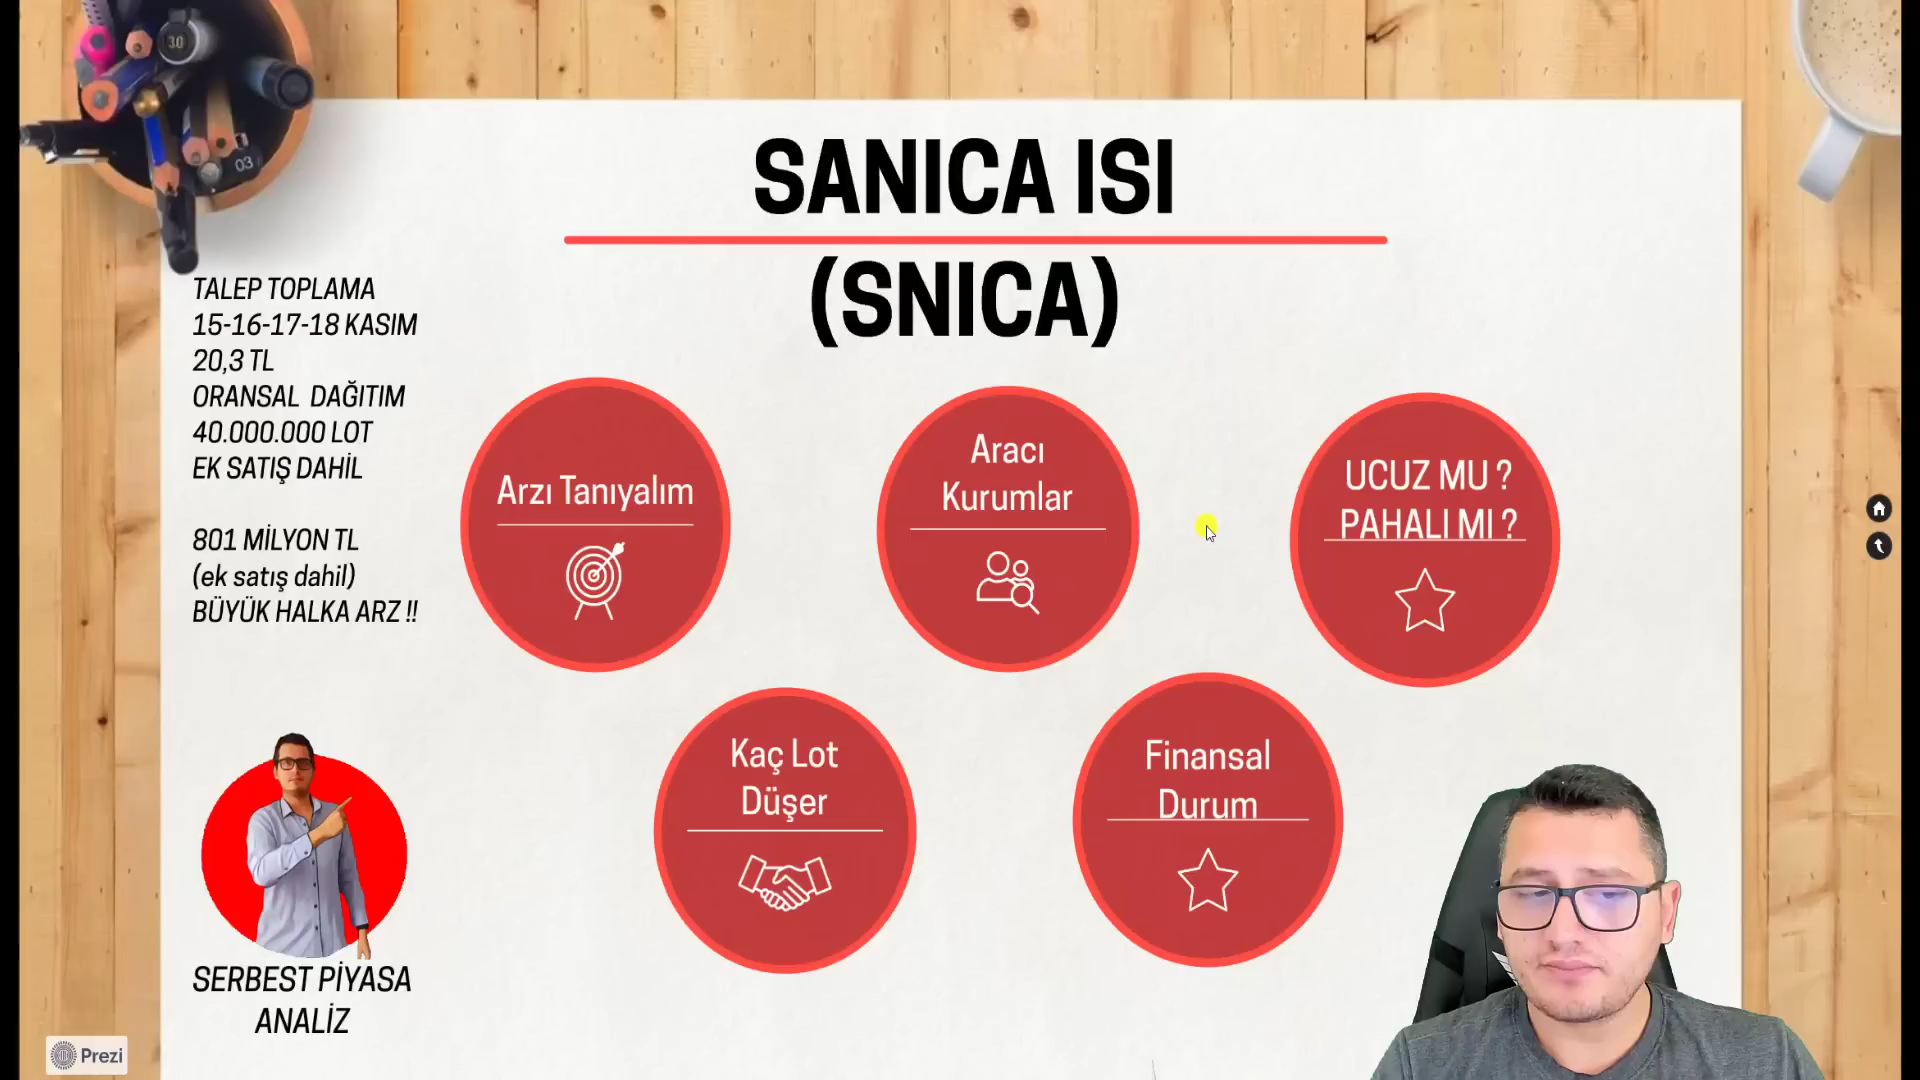 SANICA ISI
(SNICA)
TALEP TOPLAMA
15-16-17-18 KASIM
20,3 TL
ORANSAL DAĞITIM
40.000.000 LOT
EK SATIŞ DAHİL
801 MİLYON TL
(ek satış dahil)
BÜYÜK HALKA ARZ !!
Arzı Tanıyalım
Aracı
Kurumlar
UCUZ MU ?
PAHALI MI ?
Kaç Lot
Düşer
Finansal
Durum
SERBEST PİYASA
ANALİZ
Prezi
30
03